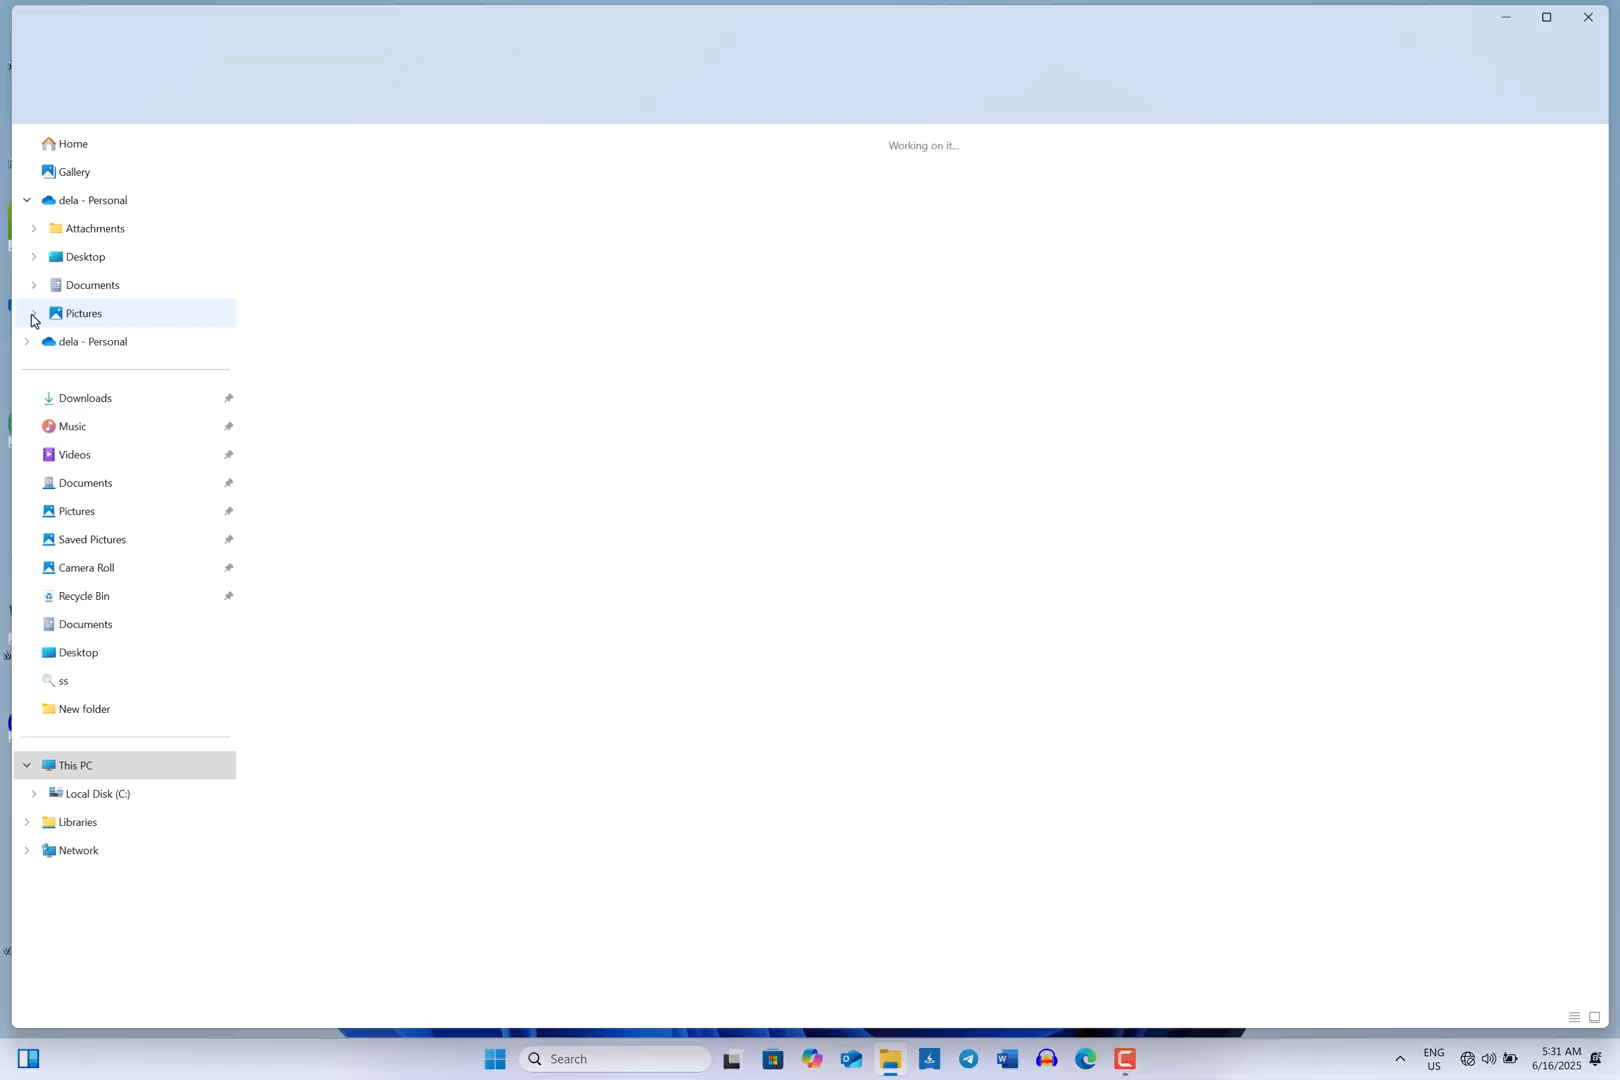 Home
Working on it...
Gallery
dela - Personal
Attachments
Desktop
Documents
Pictures
dela - Personal
Downloads
Music
Videos
Documents
Pictures
Saved Pictures
Camera Roll
Recycle Bin
Documents
Desktop
ss
New folder
This PC
Local Disk (C:)
Libraries
Network
Search
ENG
US
5:31 AM
6/16/2025